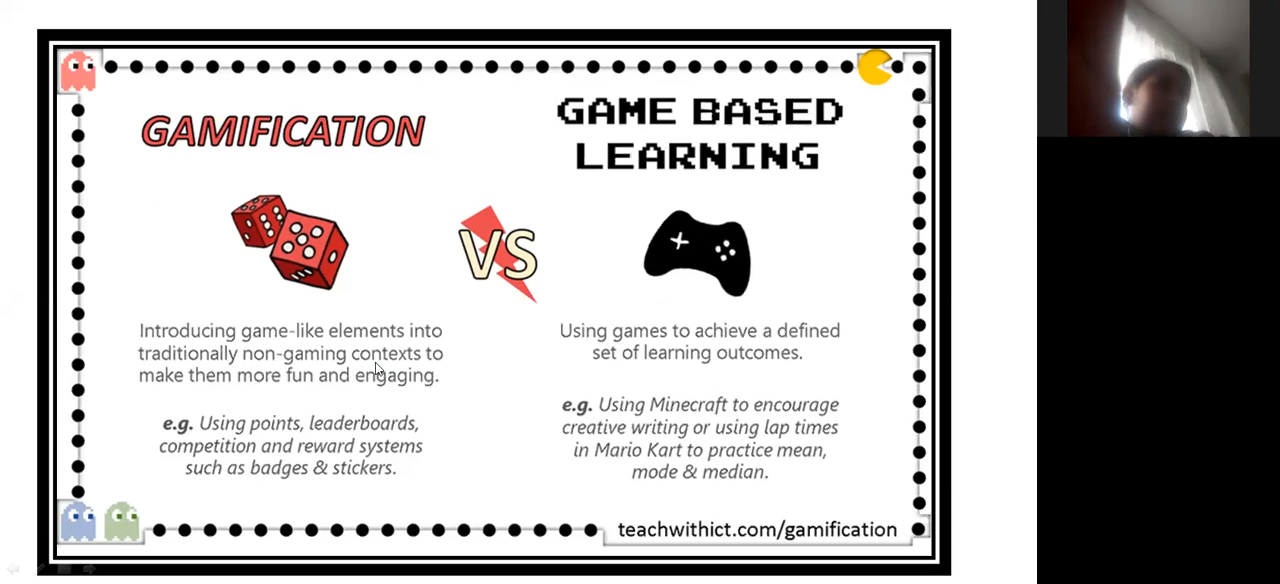 GAMIFICATION
Introducing game-like elements into
traditionally non-gaming contexts to
make them more fun and engaging.
e.g. Using points, leaderboards,
competition and reward systems
such as badges & stickers.
VS
GAME BASED
LEARNING
Using games to achieve a defined
set of learning outcomes.
e.g. Using Minecraft to encourage
creative writing or using lap times
in Mario Kart to practice mean,
mode & median.
teachwithict.com/gamification